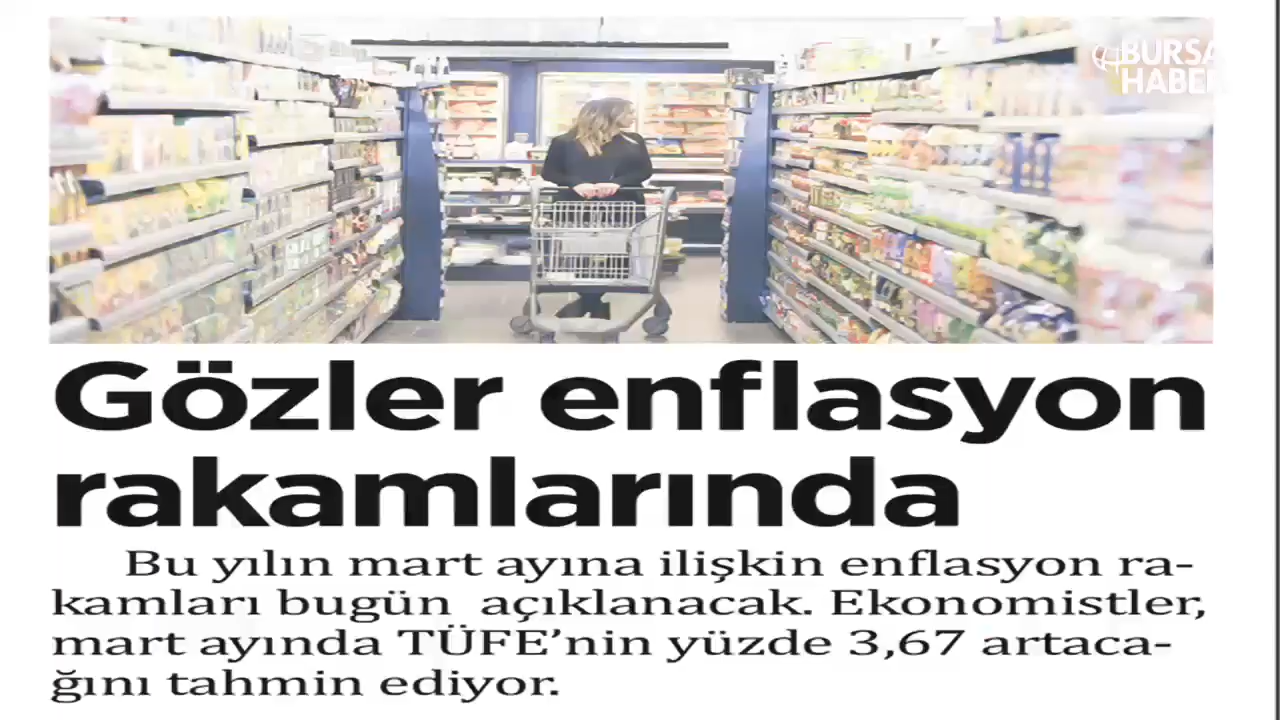 BURSA
HABER
Gözler enflasyon
rakamlarında
Bu yılın mart ayına ilişkin enflasyon ra-
kamları bugün açıklanacak. Ekonomistler,
mart ayında TÜFE’nin yüzde 3,67 artaca-
ğını tahmin ediyor.